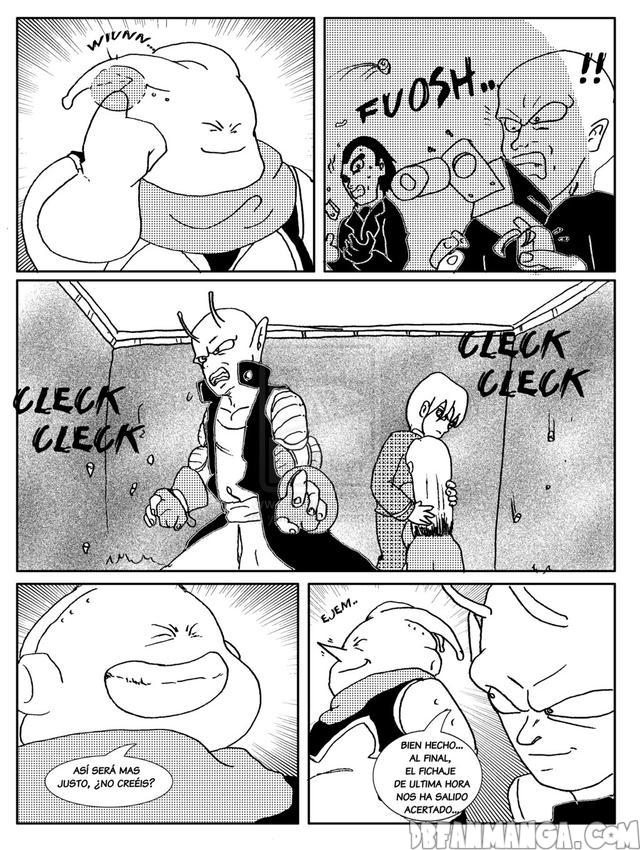 WIUNN...
FUOSH..
!!
CLECK
CLECK
CLECK
CLECK
ASÍ SERÁ MAS
JUSTO, ¿NO CREÉIS?
EJEM..
BIEN HECHO...
AL FINAL,
EL FICHAJE
DE ULTIMA HORA
NOS HA SALIDO
ACERTADO...
DBFANMANGA.COM